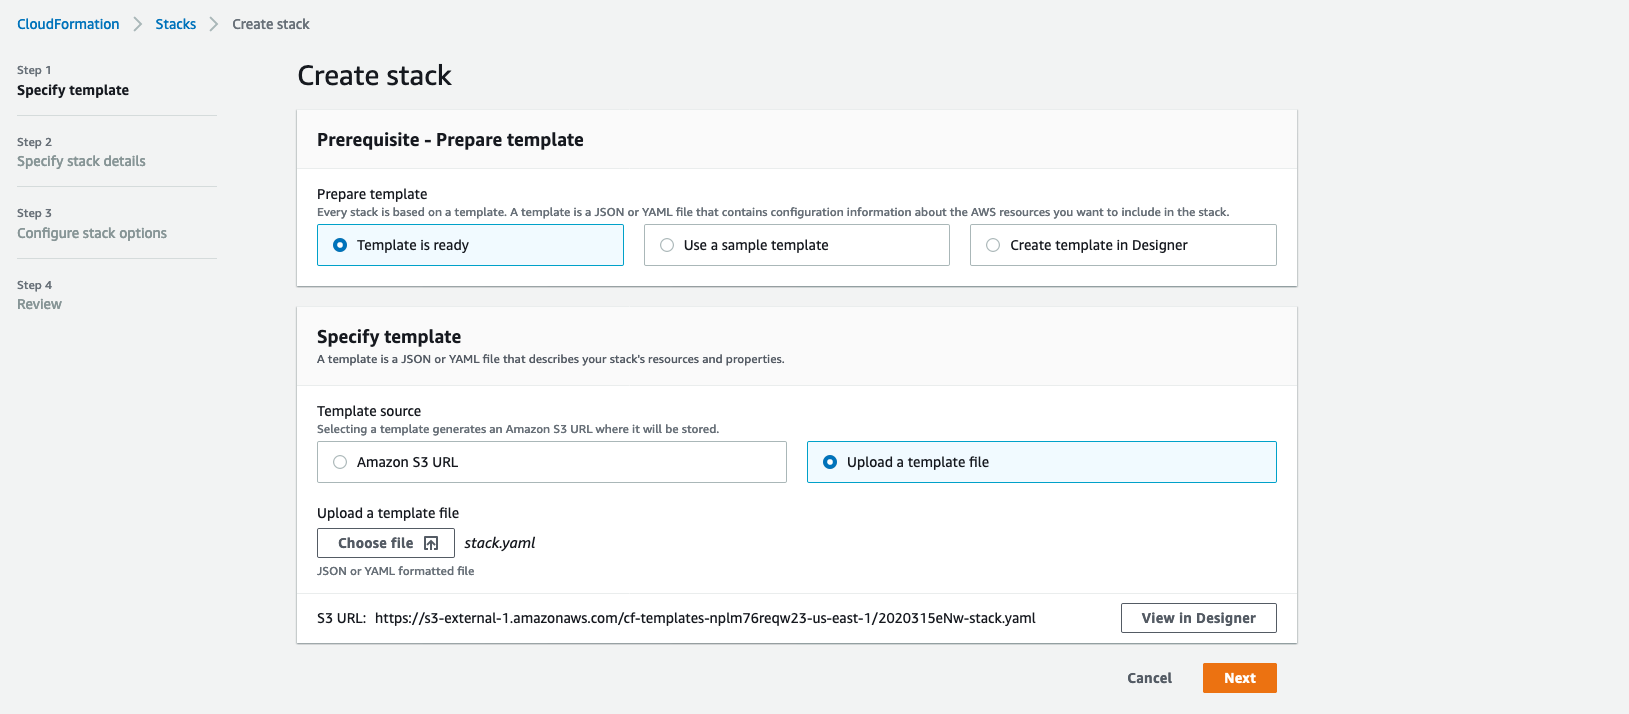 CloudFormation > Stacks > Create stack
Step 1
Specify template
Step 2
Specify stack details
Step 3
Configure stack options
Step 4
Review
Create stack
Prerequisite - Prepare template
Prepare template
Every stack is based on a template. A template is a JSON or YAML file that contains configuration information about the AWS resources you want to include in the stack.
Template is ready
Use a sample template
Create template in Designer
Specify template
A template is a JSON or YAML file that describes your stack's resources and properties.
Template source
Selecting a template generates an Amazon S3 URL where it will be stored.
Amazon S3 URL
Upload a template file
Upload a template file
Choose file stack.yaml
JSON or YAML formatted file
S3 URL: https://s3-external-1.amazonaws.com/cf-templates-nplm76reqw23-us-east-1/2020315eNw-stack.yaml
View in Designer
Cancel
Next